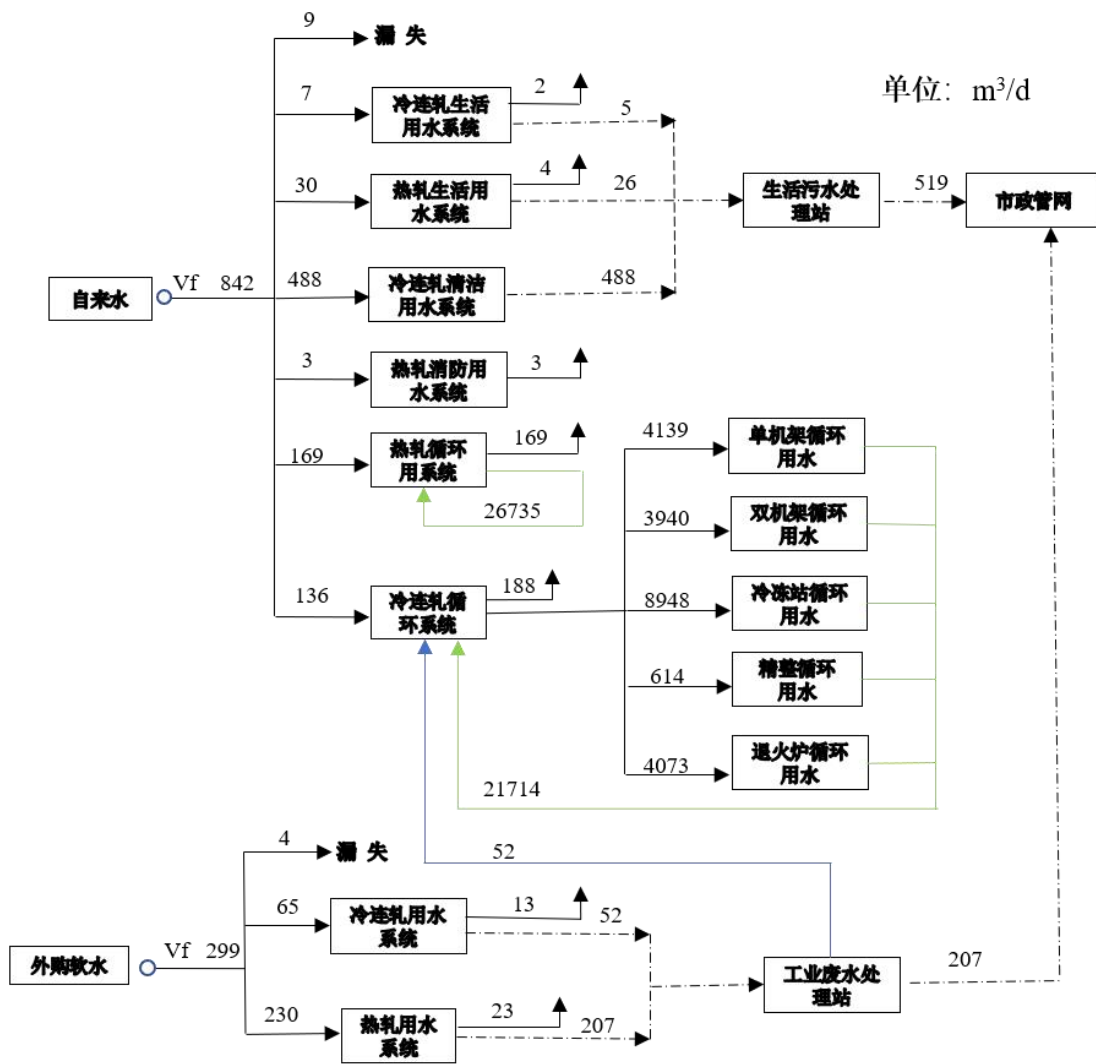 9
漏 失
单位：m³/d
7
冷连轧生活
用水系统
2
5
30
热轧生活用
水系统
4
26
生活污水处
理站
519
市政管网
自来水
Vf 842
488
冷连轧清洁
用水系统
488
3
热轧消防用
水系统
3
169
热轧循环
用系统
169
26735
4139
单机架循环
用水
3940
双机架循环
用水
136
冷连轧循
环系统
188
8948
冷冻站循环
用水
614
精整循环
用水
4073
退火炉循环
用水
21714
4
漏 失
52
65
冷连轧用水
系统
13
52
外购软水
Vf 299
工业废水处
理站
207
230
热轧用水
系统
23
207